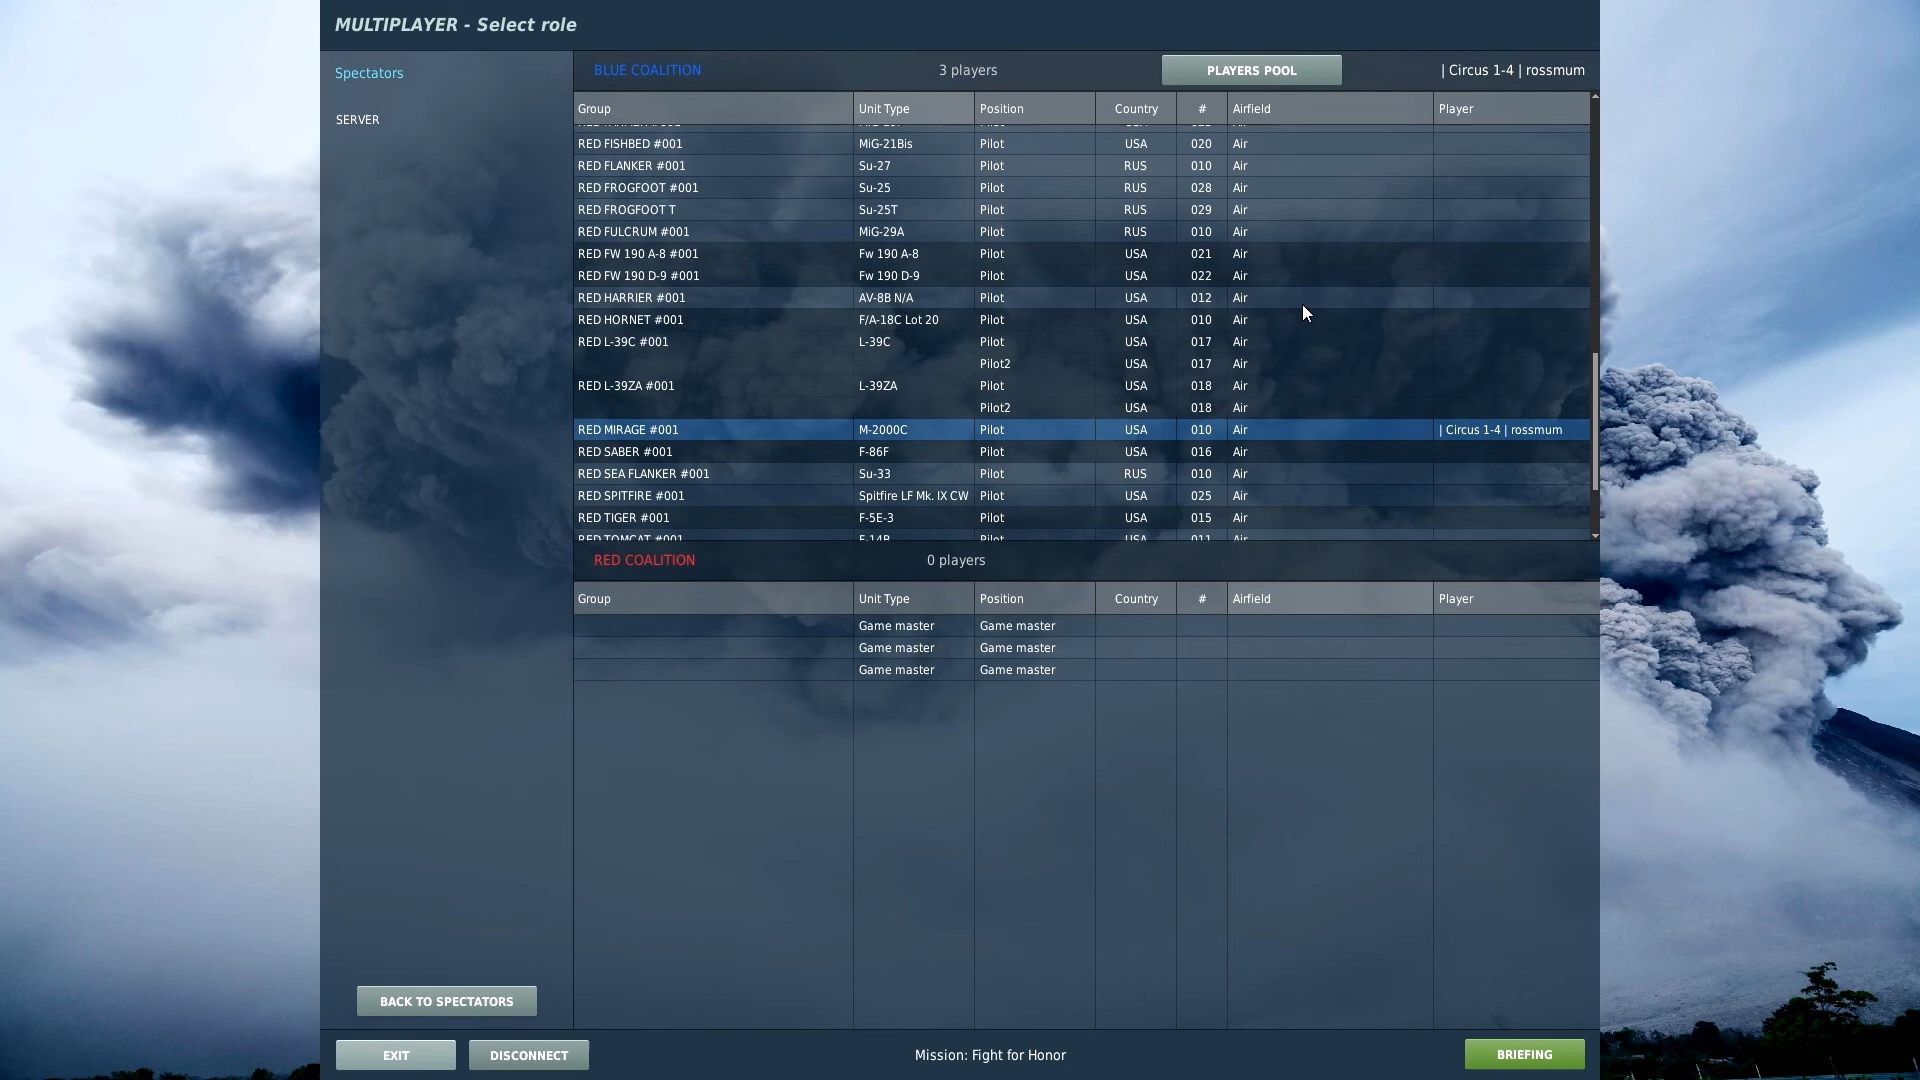 MULTIPLAYER - Select role
Spectators
SERVER
BLUE COALITION 3 players PLAYERS POOL | Circus 1-4 | rossmum
Group Unit Type Position Country # Airfield Player
RED FISHBED #001 MiG-21Bis Pilot USA 020 Air
RED FLANKER #001 Su-27 Pilot RUS 010 Air
RED FROGFOOT #001 Su-25 Pilot RUS 028 Air
RED FROGFOOT T Su-25T Pilot RUS 029 Air
RED FULCRUM #001 MiG-29A Pilot RUS 010 Air
RED FW 190 A-8 #001 Fw 190 A-8 Pilot USA 021 Air
RED FW 190 D-9 #001 Fw 190 D-9 Pilot USA 022 Air
RED HARRIER #001 AV-8B N/A Pilot USA 012 Air
RED HORNET #001 F/A-18C Lot 20 Pilot USA 010 Air
RED L-39C #001 L-39C Pilot USA 017 Air
Pilot2 USA 017 Air
RED L-39ZA #001 L-39ZA Pilot USA 018 Air
Pilot2 USA 018 Air
RED MIRAGE #001 M-2000C Pilot USA 010 Air | Circus 1-4 | rossmum
RED SABER #001 F-86F Pilot USA 016 Air
RED SEA FLANKER #001 Su-33 Pilot RUS 010 Air
RED SPITFIRE #001 Spitfire LF Mk. IX CW Pilot USA 025 Air
RED TIGER #001 F-5E-3 Pilot USA 015 Air
RED TOMCAT #001 F-14B Pilot USA 011 Air
RED COALITION 0 players
Group Unit Type Position Country # Airfield Player
Game master Game master
Game master Game master
Game master Game master
BACK TO SPECTATORS
EXIT DISCONNECT Mission: Fight for Honor BRIEFING